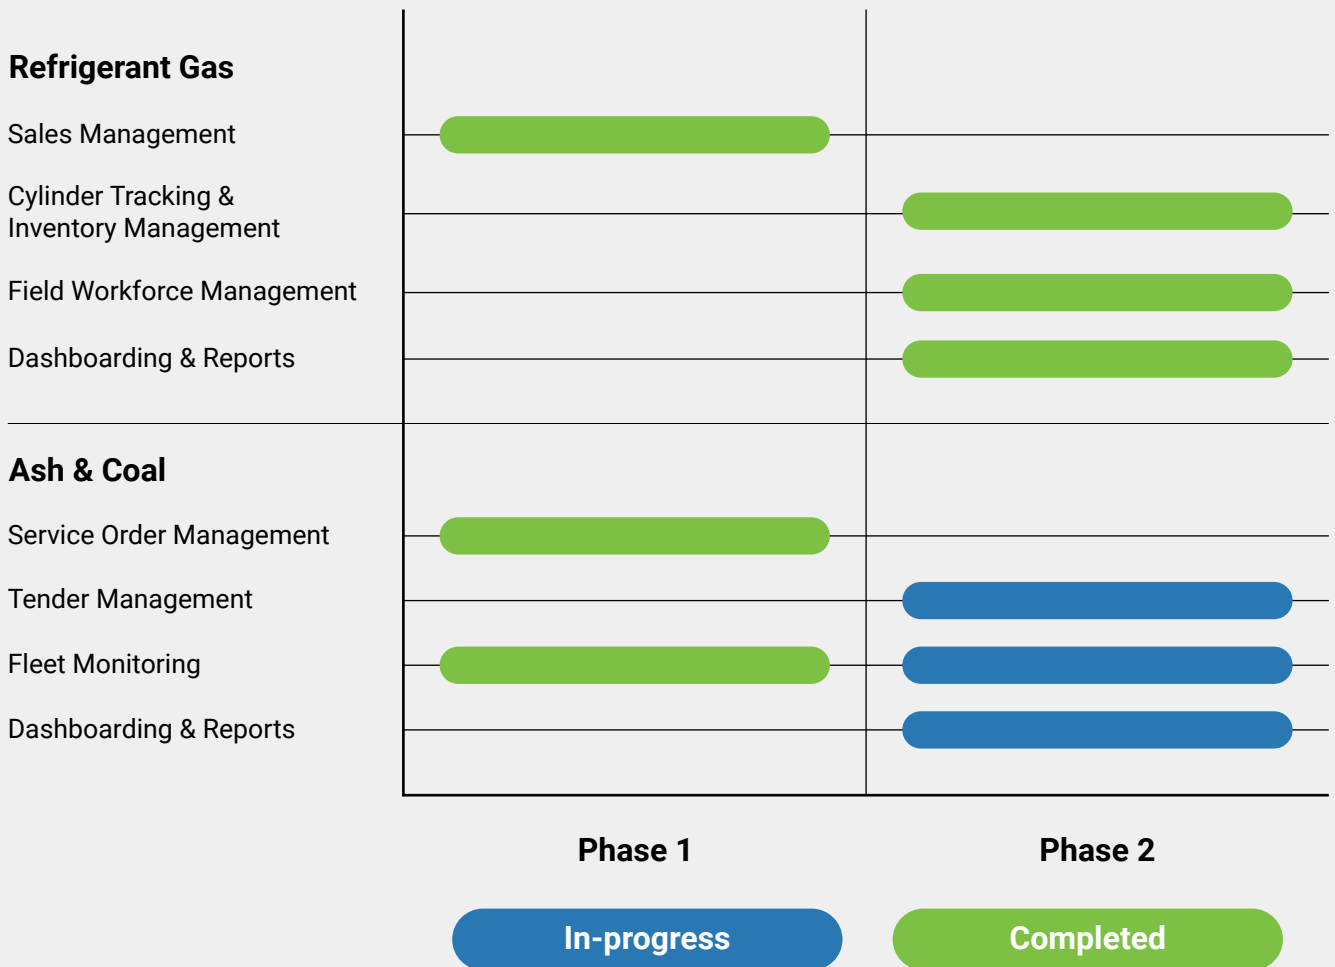 Refrigerant Gas
Sales Management
Cylinder Tracking &
Inventory Management
Field Workforce Management
Dashboarding & Reports
Ash & Coal
Service Order Management
Tender Management
Fleet Monitoring
Dashboarding & Reports
Phase 1
Phase 2
In-progress
Completed